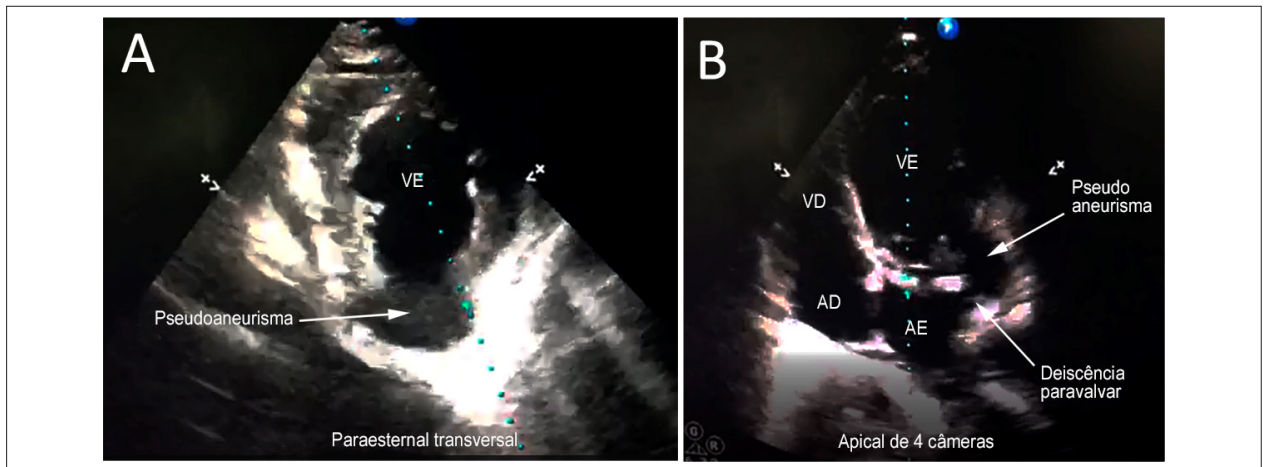 A
VE
Pseudoaneurisma
Paraesternal transversal
B
VE
VD
Pseudo
aneurisma
AD
AE
Deiscência
paravalvar
Apical de 4 câmeras
G
R